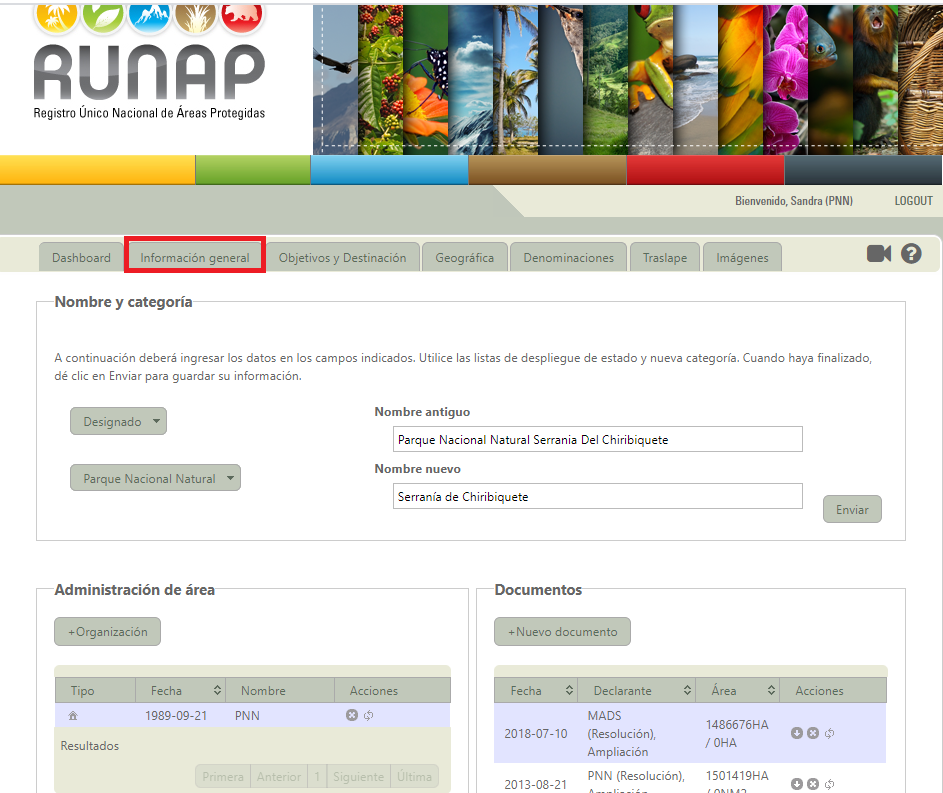 RUNAP
Registro Único Nacional de Áreas Protegidas
Bienvenido, Sandra (PNN)
LOGOUT
Dashboard
Información general
Objetivos y Destinación
Geográfica
Denominaciones
Traslape
Imágenes
?
Nombre y categoría
A continuación deberá ingresar los datos en los campos indicados. Utilice las listas de despliegue de estado y nueva categoría. Cuando haya finalizado,
dé clic en Enviar para guardar su información.
Designado
Nombre antiguo
Parque Nacional Natural Serrania Del Chiribiquete
Parque Nacional Natural
Nombre nuevo
Serranía de Chiribiquete
Enviar
Administración de área
+Organización
Tipo Fecha Nombre Acciones
1989-09-21 PNN
Resultados
Primera Anterior 1 Siguiente Última
Documentos
+Nuevo documento
Fecha Declarante Área Acciones
2018-07-10
MADS
(Resolución),
Ampliación
1486676HA
/ 0HA
2013-08-21
PNN (Resolución),
Ampliación
1501419HA
/ 0NM2